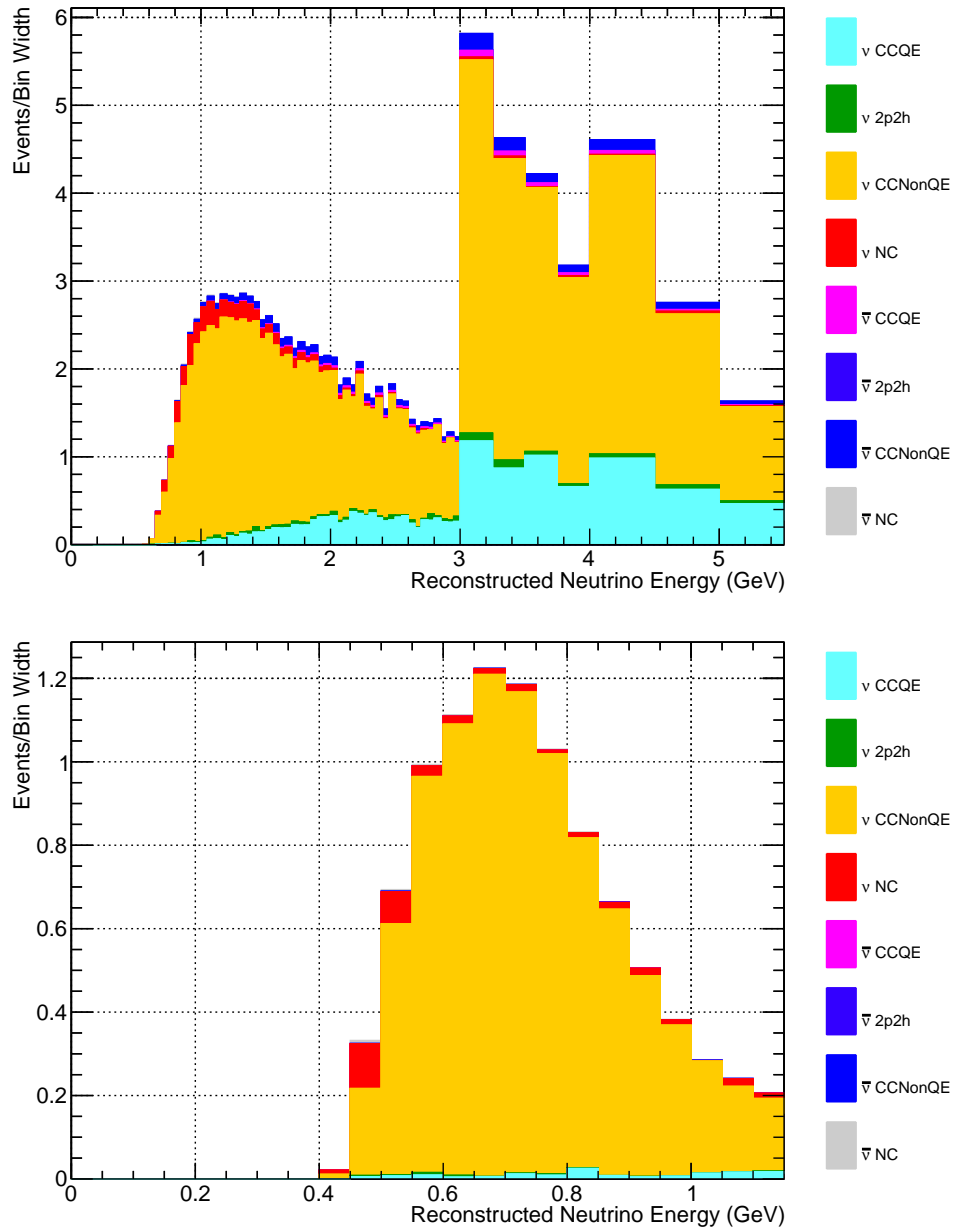 Events/Bin Width
6
5
4
3
2
1
0
0 1 2 3 4 5
Reconstructed Neutrino Energy (GeV)
ν CCQE
ν 2p2h
ν CCNonQE
ν NC
ν̅ CCQE
ν̅ 2p2h
ν̅ CCNonQE
ν̅ NC
Events/Bin Width
1.2
1
0.8
0.6
0.4
0.2
0
0 0.2 0.4 0.6 0.8 1
Reconstructed Neutrino Energy (GeV)
ν CCQE
ν 2p2h
ν CCNonQE
ν NC
ν̅ CCQE
ν̅ 2p2h
ν̅ CCNonQE
ν̅ NC